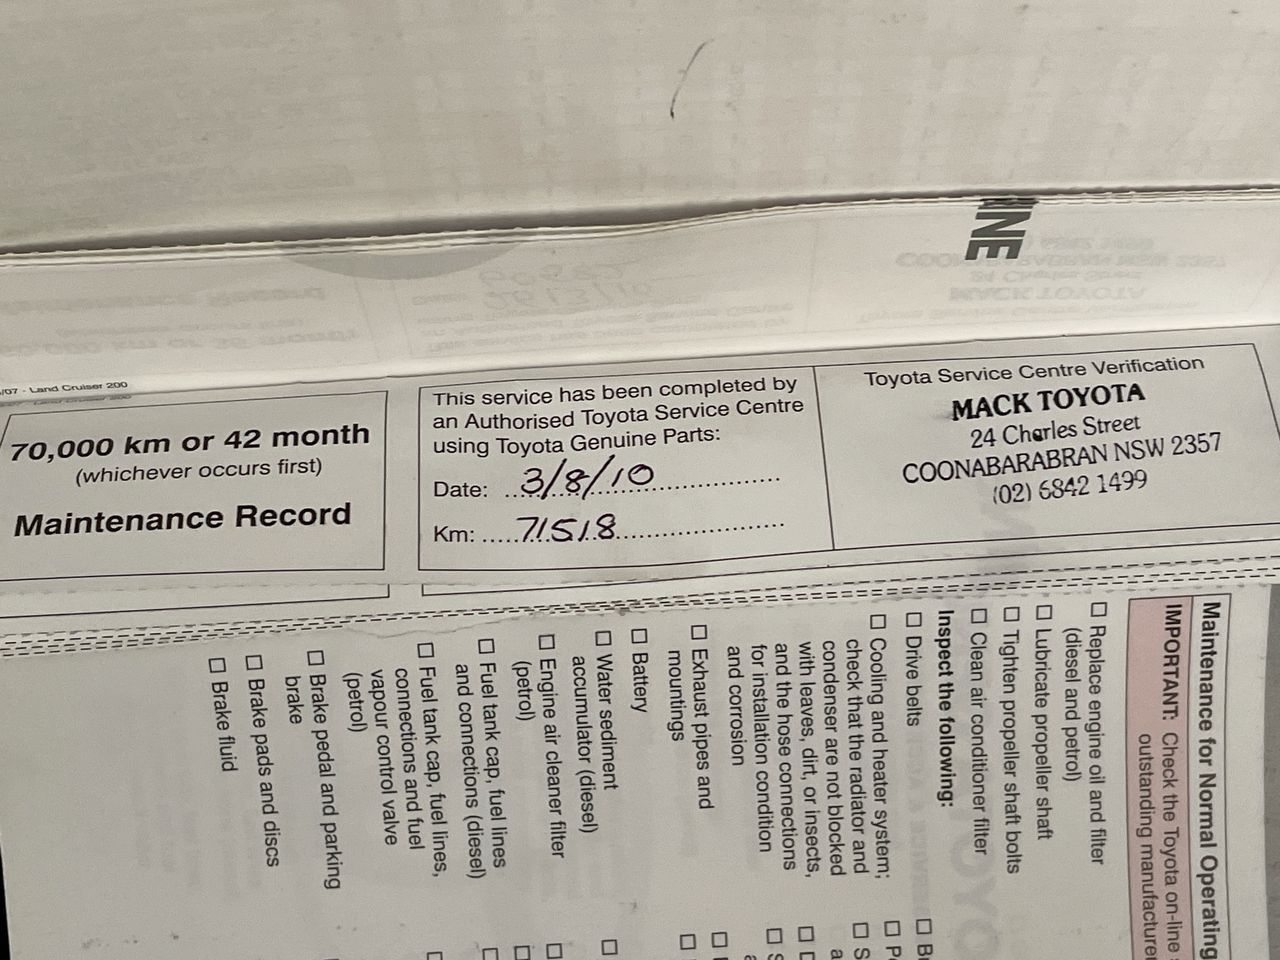 NE
/07 - Land Cruiser 200
70,000 km or 42 month
(whichever occurs first)
Maintenance Record
This service has been completed by
an Authorised Toyota Service Centre
using Toyota Genuine Parts:
Date: 3/8/10
Km: 71518
Toyota Service Centre Verification
MACK TOYOTA
24 Charles Street
COONABARABRAN NSW 2357
(02) 6842 1499
Maintenance for Normal Operating
IMPORTANT: Check the Toyota on-line
outstanding manufacturer
Replace engine oil and filter
(diesel and petrol)
Lubricate propeller shaft
Tighten propeller shaft bolts
Clean air conditioner filter
Inspect the following:
Drive belts
Cooling and heater system;
check that the radiator and
condenser are not blocked
with leaves, dirt, or insects,
and the hose connections
for installation condition
and corrosion
Exhaust pipes and
mountings
Battery
Water sediment
accumulator (diesel)
Engine air cleaner filter
(petrol)
Fuel tank cap, fuel lines
and connections (diesel)
Fuel tank cap, fuel lines,
connections and fuel
vapour control valve
(petrol)
Brake pedal and parking
brake
Brake pads and discs
Brake fluid